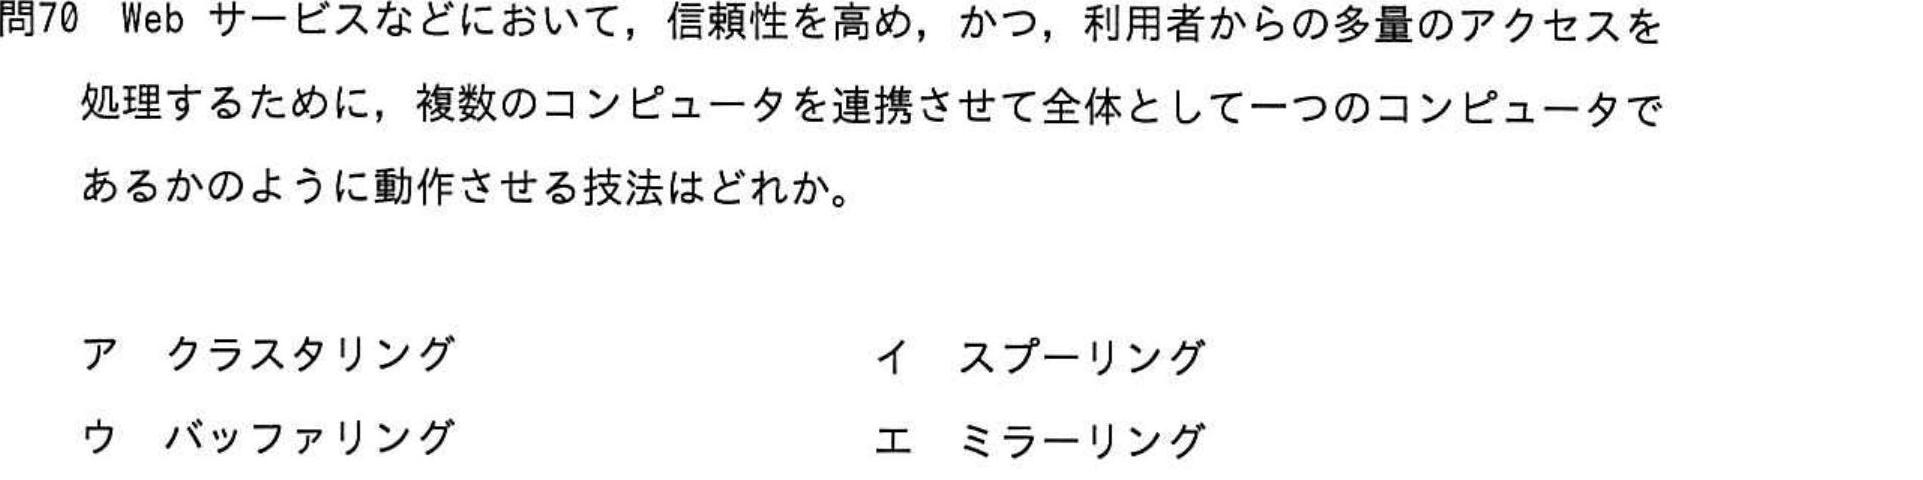 問70 Web サービスなどにおいて，信頼性を高め，かつ，利用者からの多量のアクセスを
処理するために，複数のコンピュータを連携させて全体として一つのコンピュータで
あるかのように動作させる技法はどれか。
ア クラスタリング イ スプーリング
ウ バッファリング エ ミラーリング